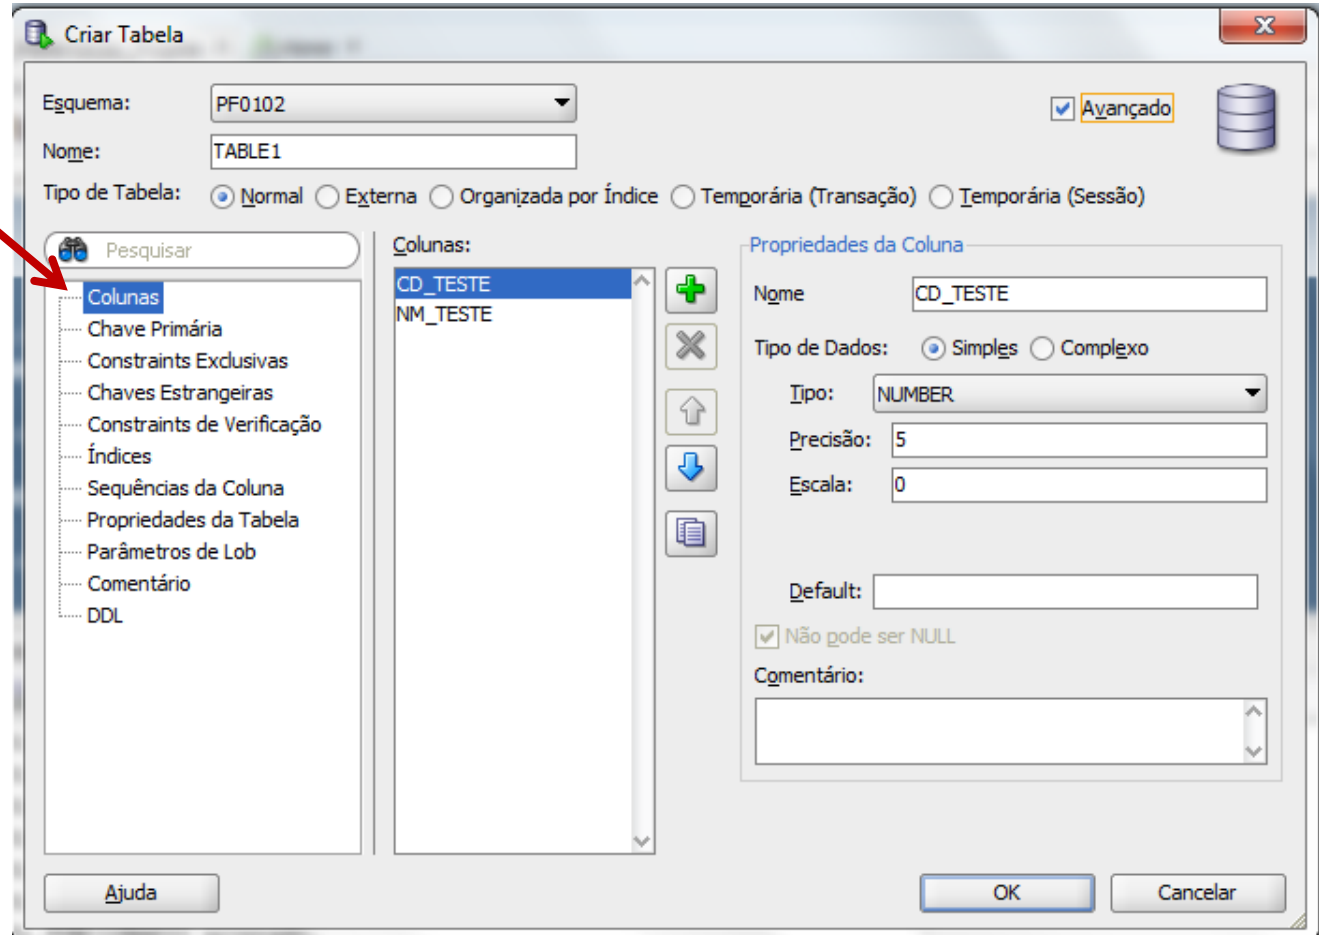 Criar Tabela
Esquema: PF0102
Avançado
Nome: TABLE1
Tipo de Tabela: Normal Externa Organizada por Índice Temporária (Transação) Temporária (Sessão)
Pesquisar
Colunas
Chave Primária
Constraints Exclusivas
Chaves Estrangeiras
Constraints de Verificação
Índices
Sequências da Coluna
Propriedades da Tabela
Parâmetros de Lob
Comentário
DDL
Colunas:
CD_TESTE
NM_TESTE
Propriedades da Coluna
Nome CD_TESTE
Tipo de Dados: Simples Complexo
Tipo: NUMBER
Precisão: 5
Escala: 0
Default:
Não pode ser NULL
Comentário:
Ajuda
OK
Cancelar